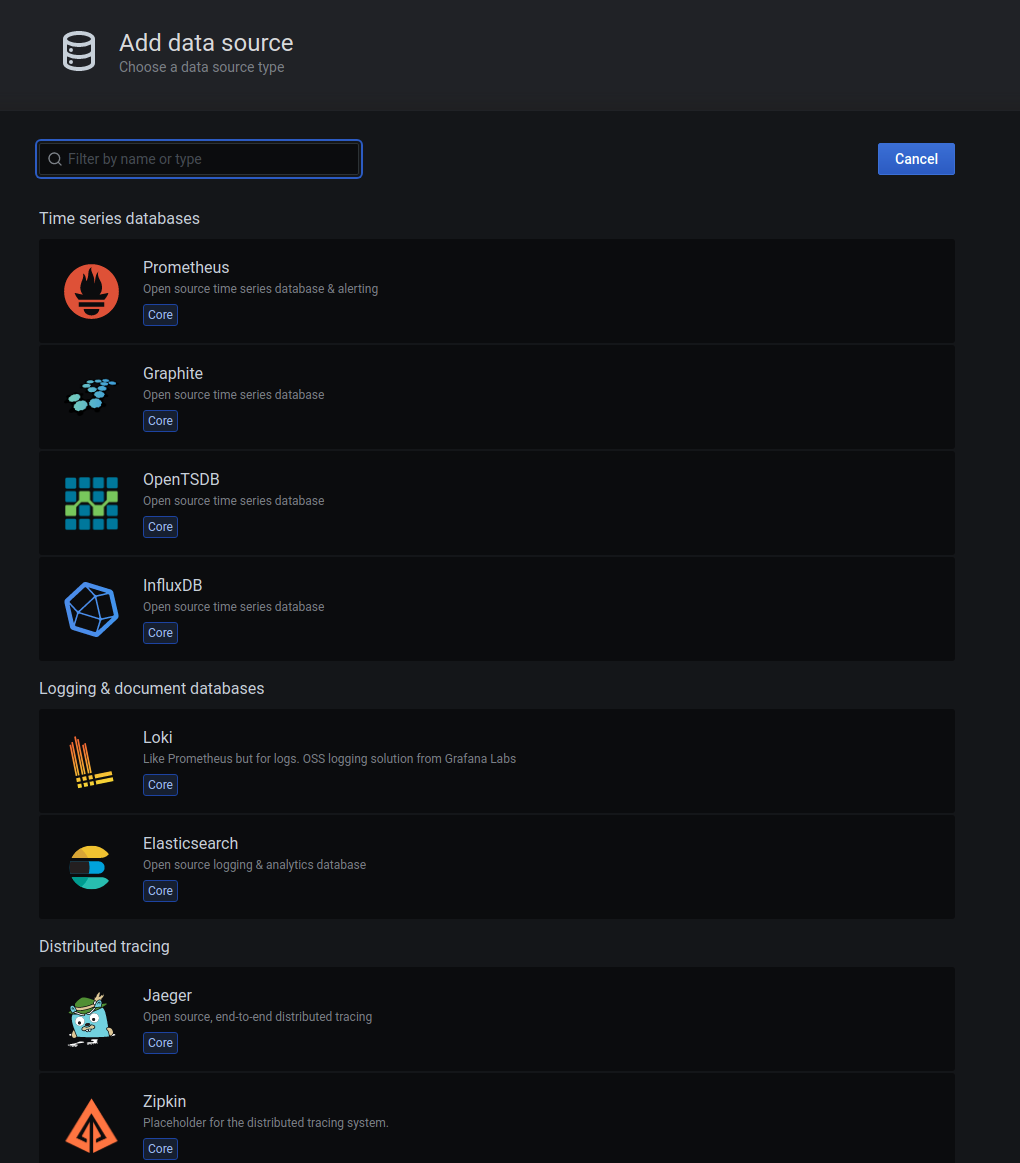 Add data source
Choose a data source type
Filter by name or type
Cancel
Time series databases
Prometheus
Open source time series database & alerting
Core
Graphite
Open source time series database
Core
OpenTSDB
Open source time series database
Core
InfluxDB
Open source time series database
Core
Logging & document databases
Loki
Like Prometheus but for logs. OSS logging solution from Grafana Labs
Core
Elasticsearch
Open source logging & analytics database
Core
Distributed tracing
Jaeger
Open source, end-to-end distributed tracing
Core
Zipkin
Placeholder for the distributed tracing system.
Core